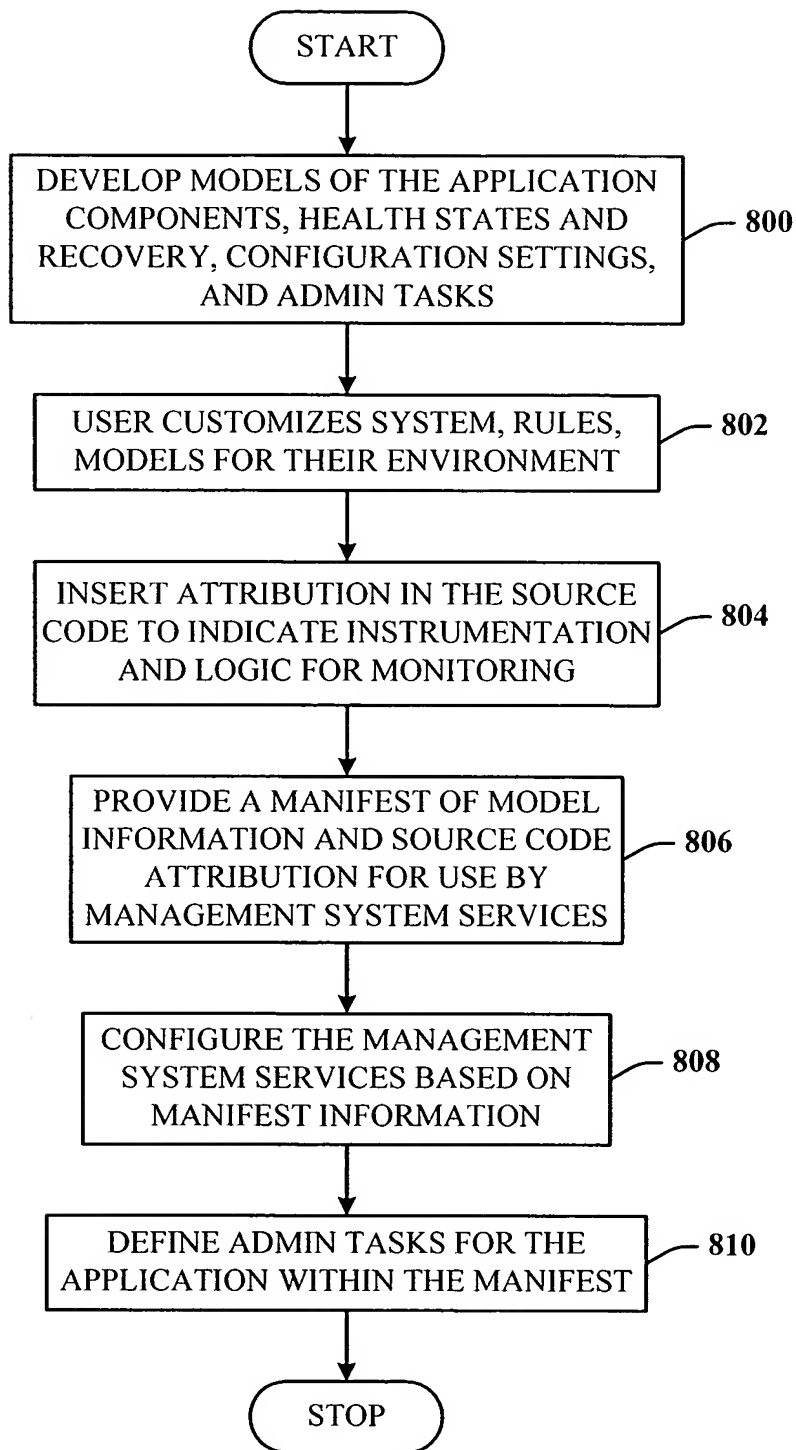 START
DEVELOP MODELS OF THE APPLICATION
COMPONENTS, HEALTH STATES AND
RECOVERY, CONFIGURATION SETTINGS,
AND ADMIN TASKS
800
USER CUSTOMIZES SYSTEM, RULES,
MODELS FOR THEIR ENVIRONMENT
802
INSERT ATTRIBUTION IN THE SOURCE
CODE TO INDICATE INSTRUMENTATION
AND LOGIC FOR MONITORING
804
PROVIDE A MANIFEST OF MODEL
INFORMATION AND SOURCE CODE
ATTRIBUTION FOR USE BY
MANAGEMENT SYSTEM SERVICES
806
CONFIGURE THE MANAGEMENT
SYSTEM SERVICES BASED ON
MANIFEST INFORMATION
808
DEFINE ADMIN TASKS FOR THE
APPLICATION WITHIN THE MANIFEST
810
STOP